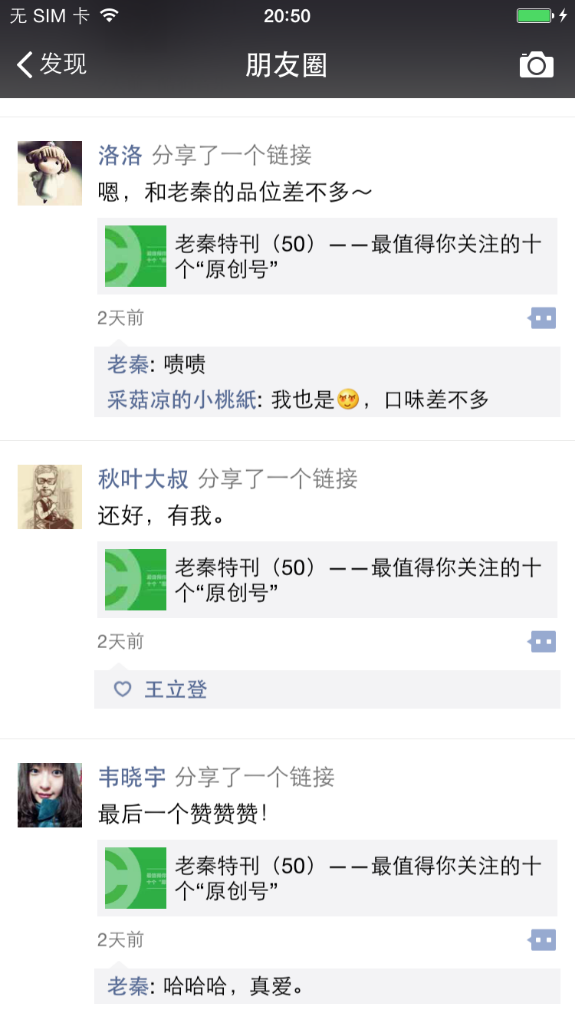 无 SIM 卡 20:50
发现 朋友圈
洛洛 分享了一个链接
嗯，和老秦的品位差不多～
老秦特刊（50）——最值得你关注的十
个“原创号”
2天前
老秦: 啧啧
采菇凉的小桃紙: 我也是😍，口味差不多
秋叶大叔 分享了一个链接
还好，有我。
老秦特刊（50）——最值得你关注的十
个“原创号”
2天前
王立登
韦晓宇 分享了一个链接
最后一个赞赞赞！
老秦特刊（50）——最值得你关注的十
个“原创号”
2天前
老秦: 哈哈哈，真爱。